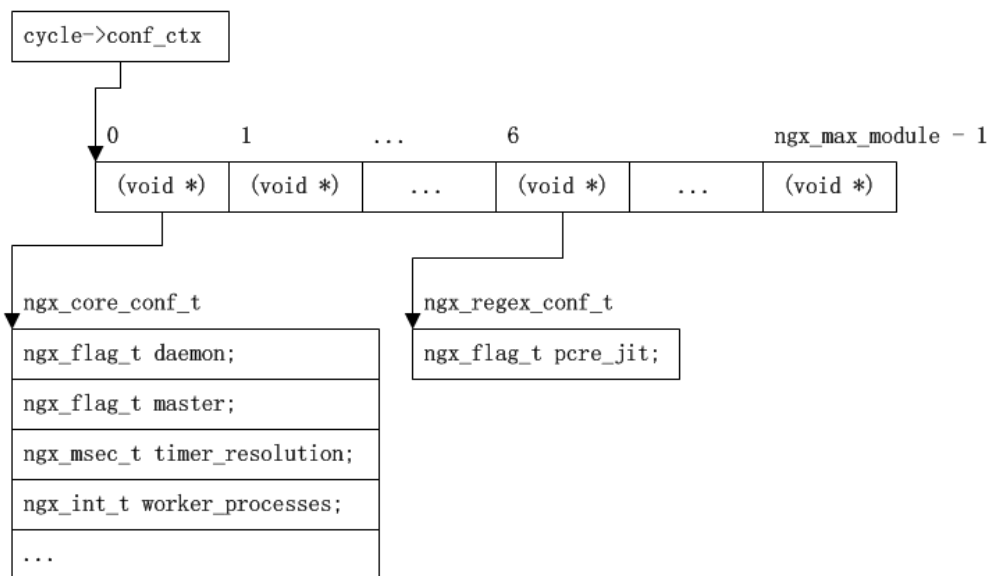 cycle->conf_ctx
0 1 ... 6 ngx_max_module - 1
(void *) (void *) ... (void *) ... (void *)
ngx_core_conf_t ngx_regex_conf_t
ngx_flag_t daemon; ngx_flag_t pcre_jit;
ngx_flag_t master;
ngx_msec_t timer_resolution;
ngx_int_t worker_processes;
...